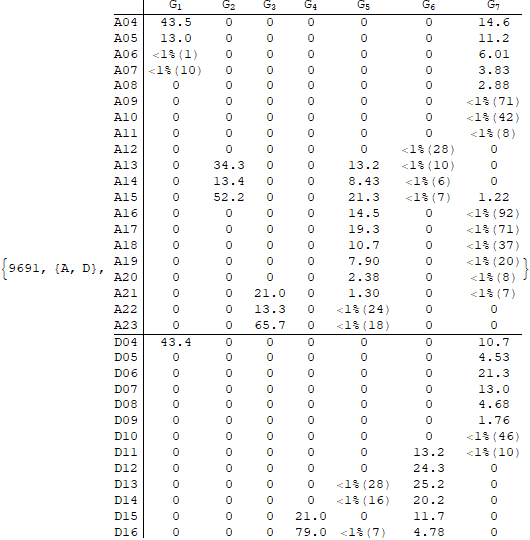 G₁ G₂ G₃ G₄ G₅ G₆ G₇
A04 43.5 0 0 0 0 0 14.6
A05 13.0 0 0 0 0 0 11.2
A06 <1%(1) 0 0 0 0 0 6.01
A07 <1%(10) 0 0 0 0 0 3.83
A08 0 0 0 0 0 0 2.88
A09 0 0 0 0 0 0 <1%(71)
A10 0 0 0 0 0 0 <1%(42)
A11 0 0 0 0 0 0 <1%(8)
A12 0 0 0 0 0 <1%(28) 0
A13 0 34.3 0 0 13.2 <1%(10) 0
A14 0 13.4 0 0 8.43 <1%(6) 0
A15 0 52.2 0 0 21.3 <1%(7) 1.22
A16 0 0 0 0 14.5 0 <1%(92)
A17 0 0 0 0 19.3 0 <1%(71)
A18 0 0 0 0 10.7 0 <1%(37)
{9691, {A, D}, A19 0 0 0 0 7.90 0 <1%(20) }
A20 0 0 0 0 2.38 0 <1%(8)
A21 0 0 21.0 0 1.30 0 <1%(7)
A22 0 0 13.3 0 <1%(24) 0 0
A23 0 0 65.7 0 <1%(18) 0 0
D04 43.4 0 0 0 0 0 10.7
D05 0 0 0 0 0 0 4.53
D06 0 0 0 0 0 0 21.3
D07 0 0 0 0 0 0 13.0
D08 0 0 0 0 0 0 4.68
D09 0 0 0 0 0 0 1.76
D10 0 0 0 0 0 0 <1%(46)
D11 0 0 0 0 0 13.2 <1%(10)
D12 0 0 0 0 0 24.3 0
D13 0 0 0 0 <1%(28) 25.2 0
D14 0 0 0 0 <1%(16) 20.2 0
D15 0 0 0 21.0 0 11.7 0
D16 0 0 0 79.0 <1%(7) 4.78 0